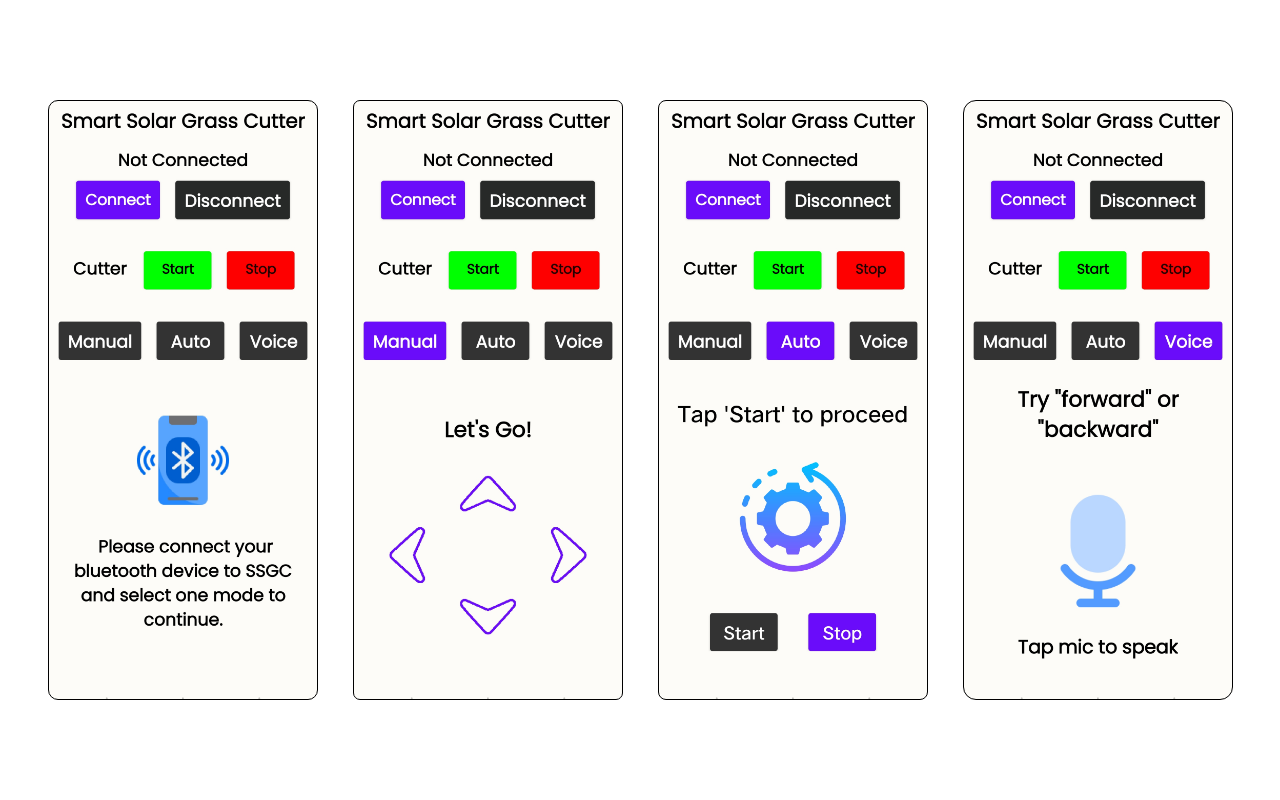 Smart Solar Grass Cutter
Not Connected
Connect Disconnect
Cutter Start Stop
Manual Auto Voice
Please connect your
bluetooth device to SSGC
and select one mode to
continue.
Smart Solar Grass Cutter
Not Connected
Connect Disconnect
Cutter Start Stop
Manual Auto Voice
Let's Go!
Smart Solar Grass Cutter
Not Connected
Connect Disconnect
Cutter Start Stop
Manual Auto Voice
Tap 'Start' to proceed
Start Stop
Smart Solar Grass Cutter
Not Connected
Connect Disconnect
Cutter Start Stop
Manual Auto Voice
Try "forward" or
"backward"
Tap mic to speak